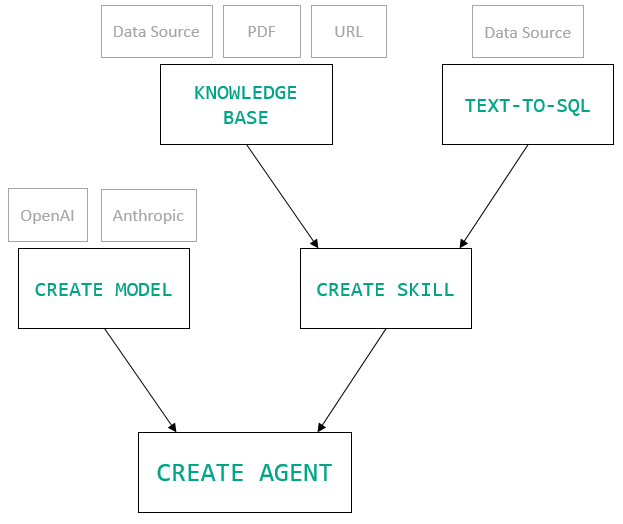 Data Source
PDF
URL
Data Source
KNOWLEDGE
BASE
TEXT-TO-SQL
OpenAI
Anthropic
CREATE MODEL
CREATE SKILL
CREATE AGENT